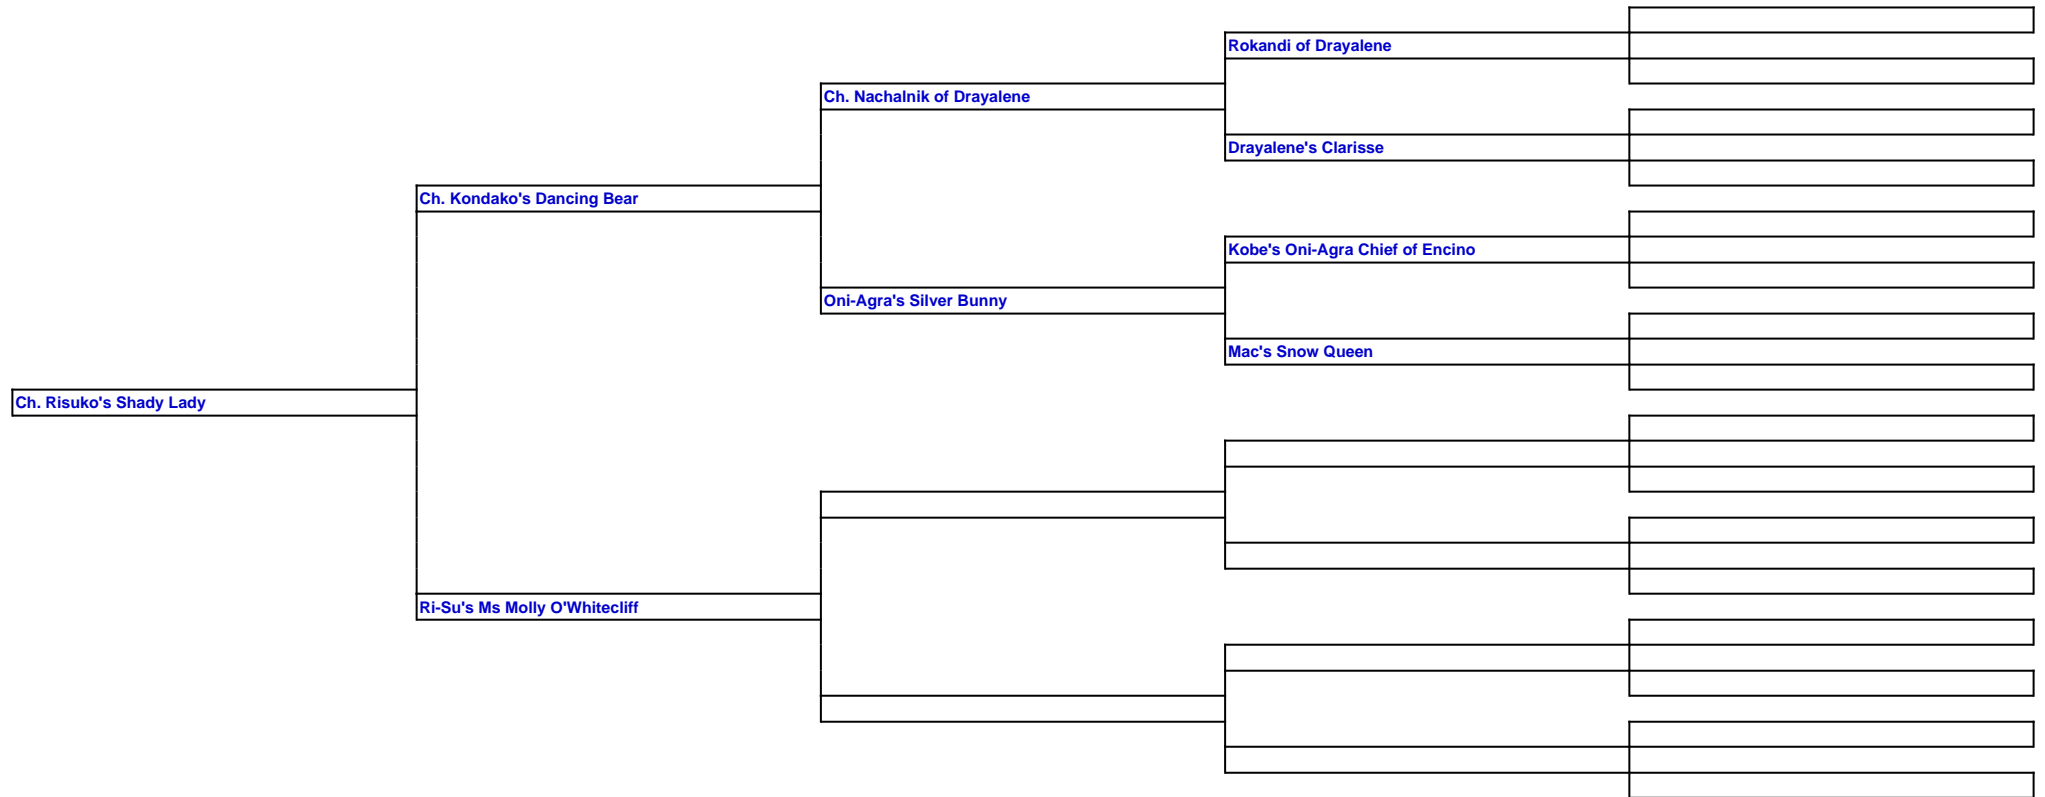 Rokandi of Drayalene
Ch. Nachalnik of Drayalene
Drayalene's Clarisse
Ch. Kondako's Dancing Bear
Kobe's Oni-Agra Chief of Encino
Oni-Agra's Silver Bunny
Mac's Snow Queen
Ch. Risuko's Shady Lady
Ri-Su's Ms Molly O'Whitecliff